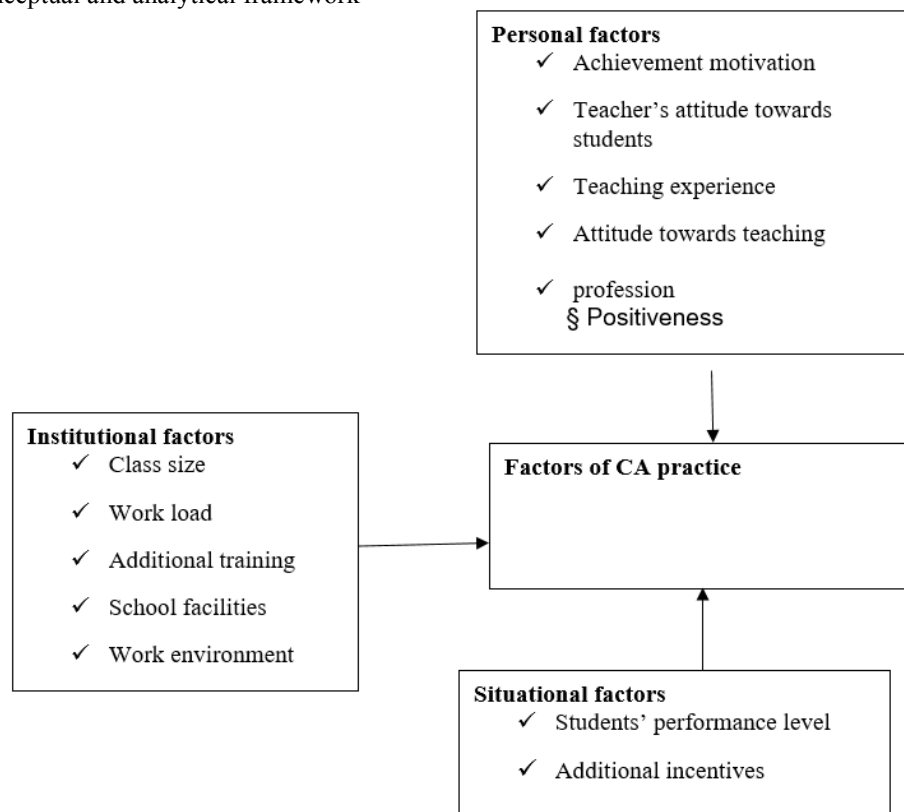 conceptual and analytical framework
Personal factors
✓ Achievement motivation
✓ Teacher’s attitude towards
students
✓ Teaching experience
✓ Attitude towards teaching
✓ profession
§ Positiveness
Institutional factors
✓ Class size
✓ Work load
✓ Additional training
✓ School facilities
✓ Work environment
Factors of CA practice
Situational factors
✓ Students’ performance level
✓ Additional incentives